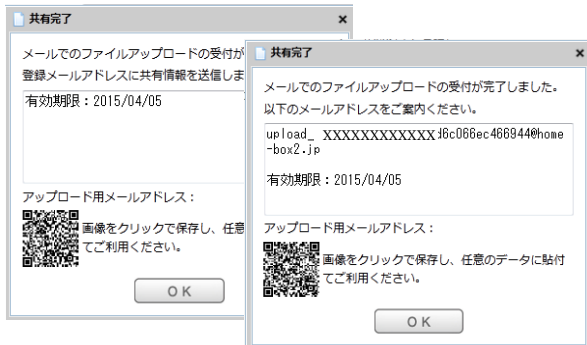 共有完了
×
メールでのファイルアップロードの受付が
登録メールアドレスに共有情報を送信しま
有効期限：2015/04/05
アップロード用メールアドレス：
画像をクリックで保存し、任意
てご利用ください。
OK
共有完了
×
メールでのファイルアップロードの受付が完了しました。
以下のメールアドレスをご案内ください。
upload_ XXXXXXXXXXXX d6c066ec466944@home
-box2.jp
有効期限：2015/04/05
アップロード用メールアドレス：
画像をクリックで保存し、任意のデータに貼付
てご利用ください。
OK